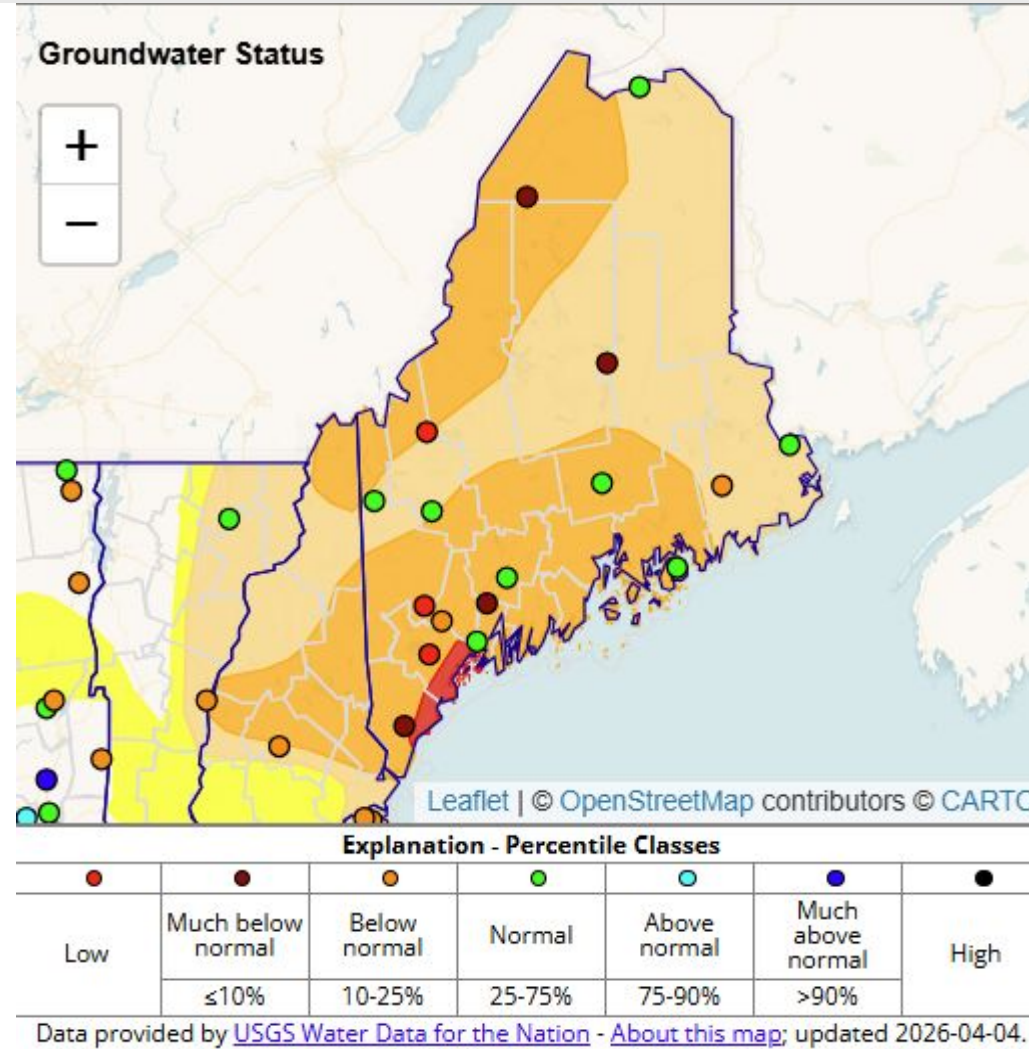 Groundwater Status
+
−
Leaflet | © OpenStreetMap contributors © CARTO
Explanation - Percentile Classes
Low
Much below normal
Below normal
Normal
Above normal
Much above normal
High
≤10%
10-25%
25-75%
75-90%
>90%
Data provided by USGS Water Data for the Nation - About this map; updated 2026-04-04.